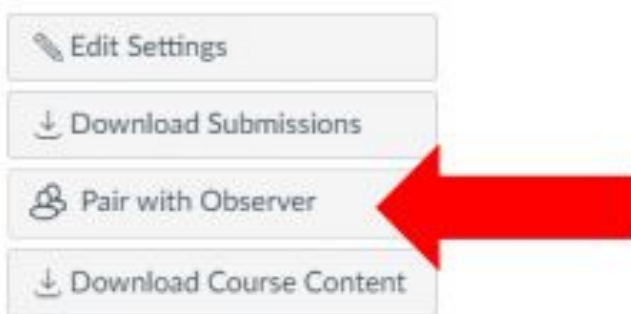 Edit Settings
Download Submissions
Pair with Observer
Download Course Content